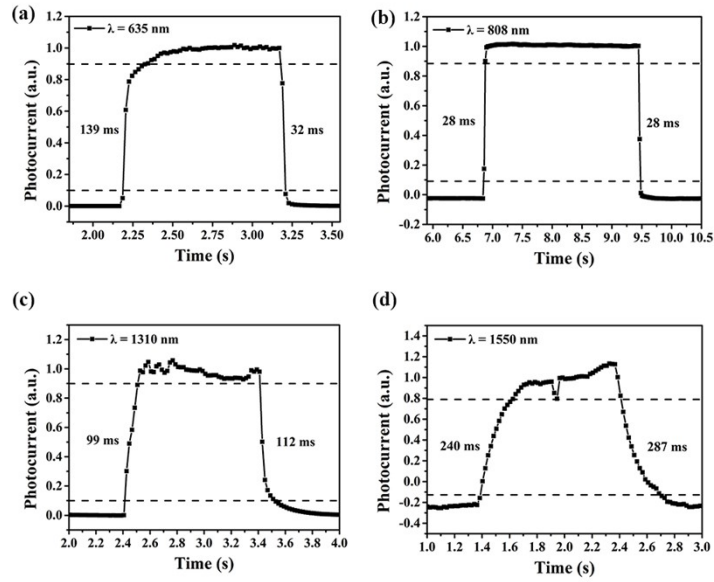 (a)
λ = 635 nm
1.2
1.0
0.8
0.6
0.4
0.2
0.0
139 ms
32 ms
Photocurrent (a.u.)
2.00 2.25 2.50 2.75 3.00 3.25 3.50
Time (s)
(b)
λ = 808 nm
1.2
1.0
0.8
0.6
0.4
0.2
0.0
-0.2
28 ms
28 ms
Photocurrent (a.u.)
6.0 6.5 7.0 7.5 8.0 8.5 9.0 9.5 10.0 10.5
Time (s)
(c)
λ = 1310 nm
1.2
1.0
0.8
0.6
0.4
0.2
0.0
99 ms
112 ms
Photocurrent (a.u.)
2.0 2.2 2.4 2.6 2.8 3.0 3.2 3.4 3.6 3.8 4.0
Time (s)
(d)
λ = 1550 nm
1.4
1.2
1.0
0.8
0.6
0.4
0.2
0.0
-0.2
-0.4
240 ms
287 ms
Photocurrent (a.u.)
1.0 1.2 1.4 1.6 1.8 2.0 2.2 2.4 2.6 2.8 3.0
Time (s)